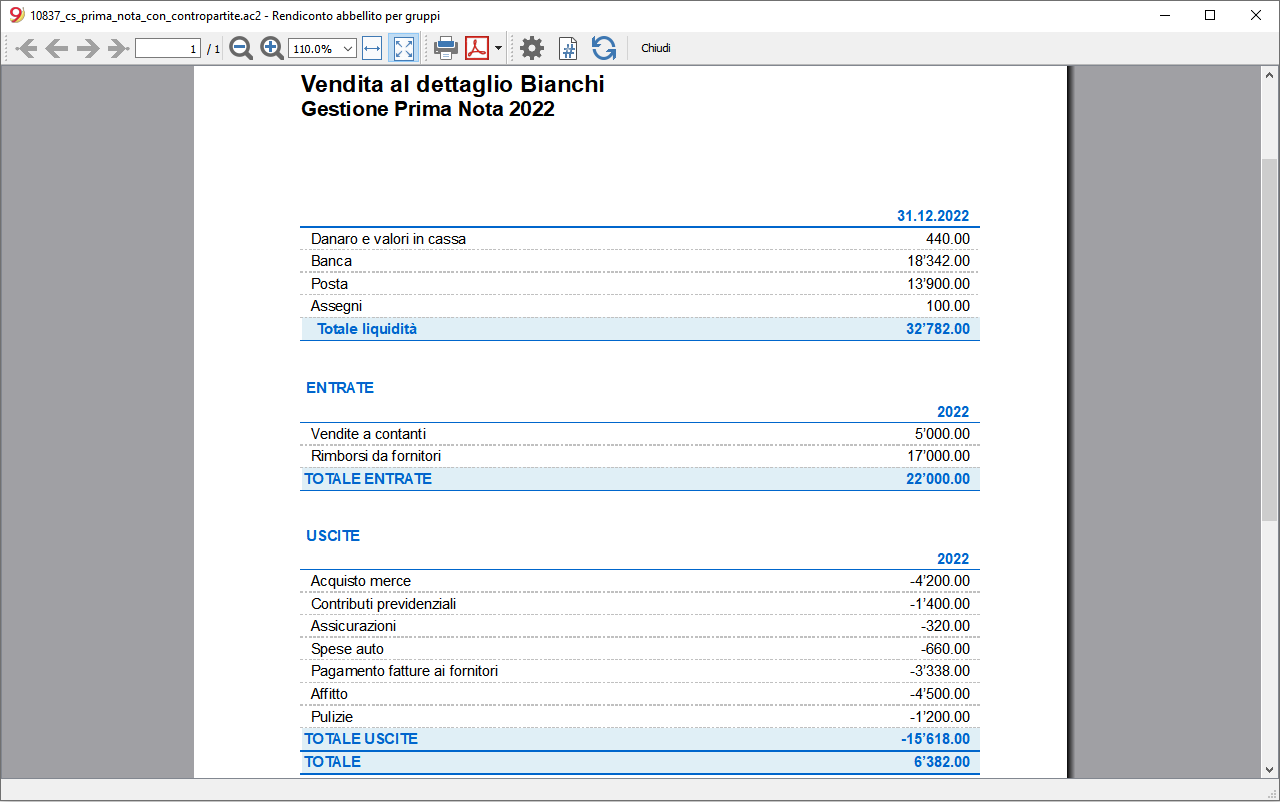 10837_cs_prima_nota_con_contropartite.ac2 - Rendiconto abbellito per gruppi
1 / 1 110.0% Chiudi
Vendita al dettaglio Bianchi
Gestione Prima Nota 2022
31.12.2022
Danaro e valori in cassa 440.00
Banca 18’342.00
Posta 13’900.00
Assegni 100.00
Totale liquidità 32’782.00
ENTRATE
2022
Vendite a contanti 5’000.00
Rimborsi da fornitori 17’000.00
TOTALE ENTRATE 22’000.00
USCITE
2022
Acquisto merce -4’200.00
Contributi previdenziali -1’400.00
Assicurazioni -320.00
Spese auto -660.00
Pagamento fatture ai fornitori -3’338.00
Affitto -4’500.00
Pulizie -1’200.00
TOTALE USCITE -15’618.00
TOTALE 6’382.00